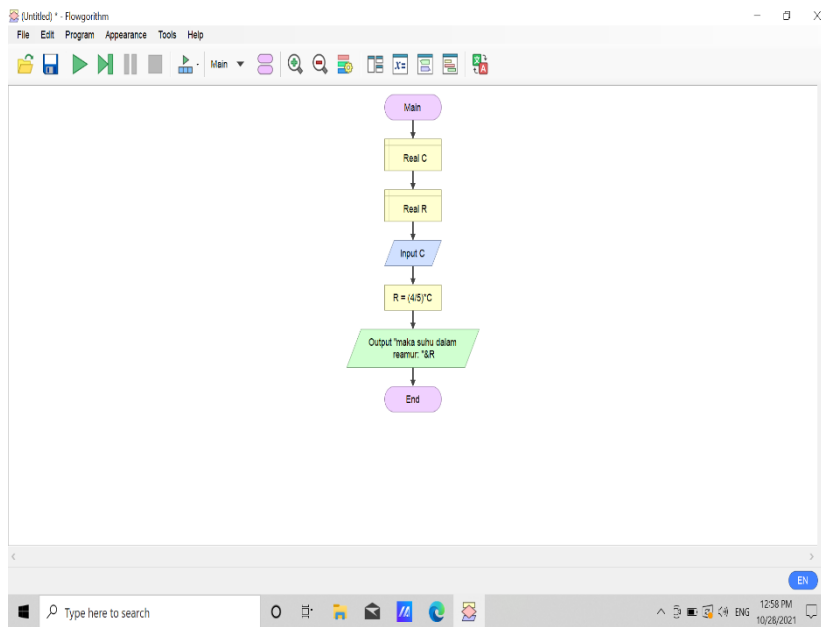 (Untitled) * - Flowgorithm
File Edit Program Appearance Tools Help
Main
Main
Real C
Real R
Input C
R = (4/5)*C
Output "maka suhu dalam
reamur: "&R
End
EN
Type here to search
ENG
12:58 PM
10/28/2021